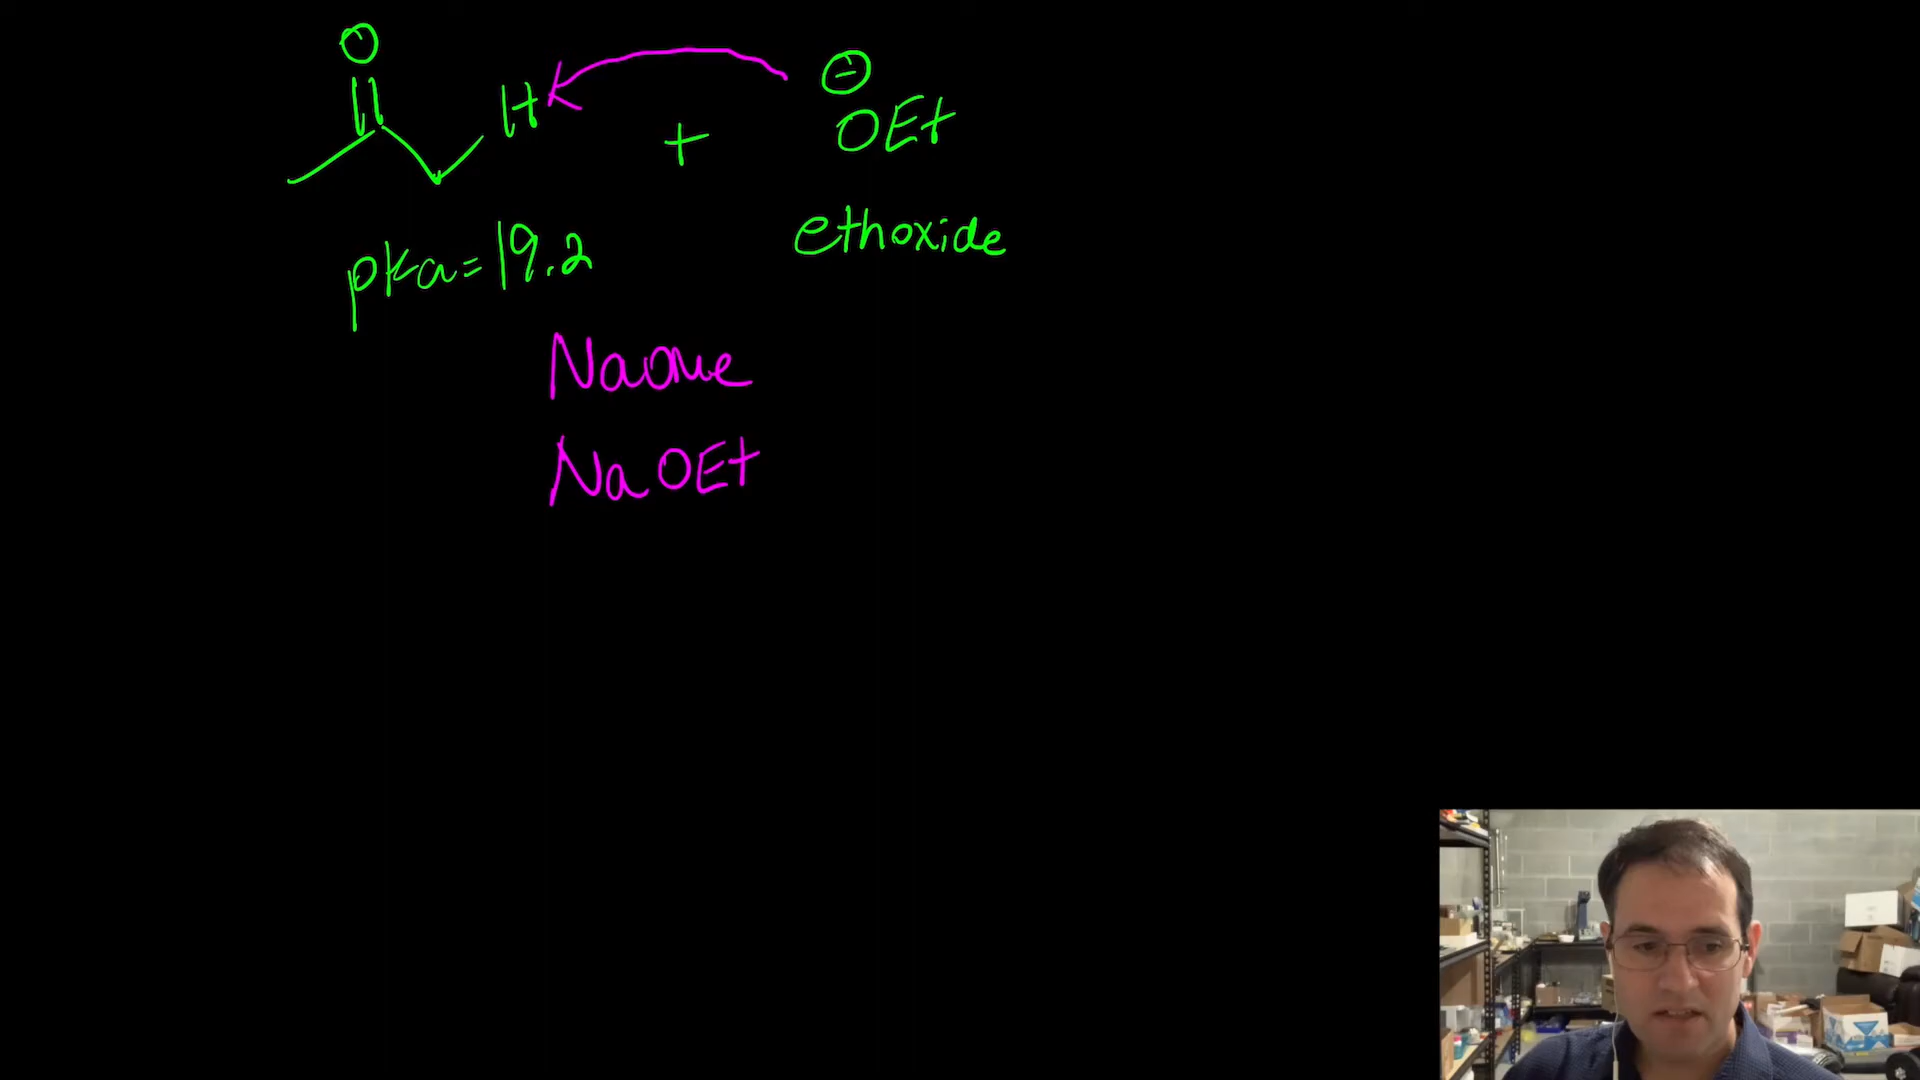 O
H
+
⊖
OEt
pka=19.2
ethoxide
NaOMe
NaOEt